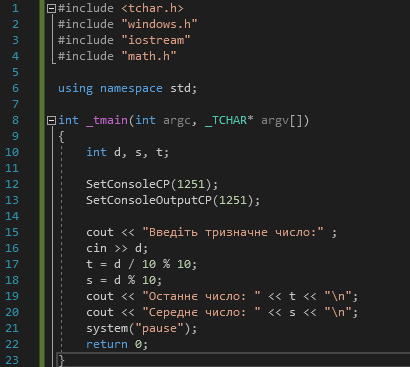 1 #include <tchar.h>
2 #include "windows.h"
3 #include "iostream"
4 #include "math.h"
5
6 using namespace std;
7
8 int _tmain(int argc, _TCHAR* argv[])
9 {
10 int d, s, t;
11
12 SetConsoleCP(1251);
13 SetConsoleOutputCP(1251);
14
15 cout << "Введіть тризначне число:" ;
16 cin >> d;
17 t = d / 10 % 10;
18 s = d % 10;
19 cout << "Останнє число: " << t << "\n";
20 cout << "Середнє число: " << s << "\n";
21 system("pause");
22 return 0;
23 }